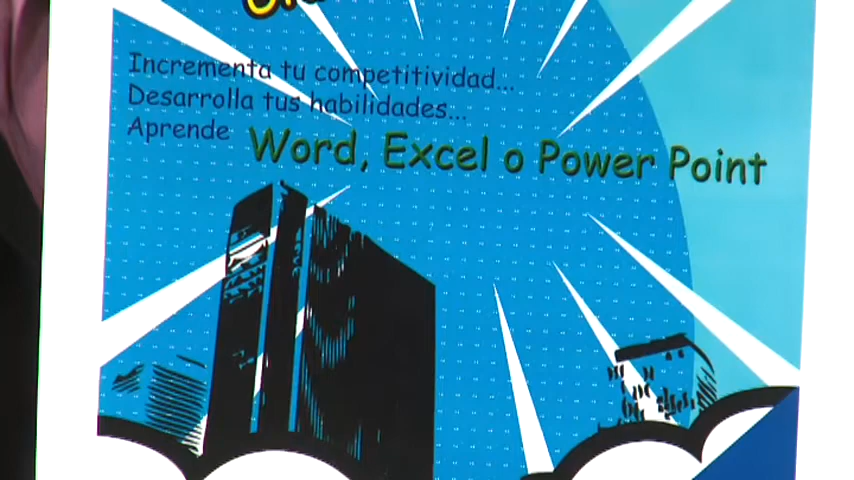 Incrementa tu competitividad...
Desarrolla tus habilidades...
Aprende Word, Excel o Power Point